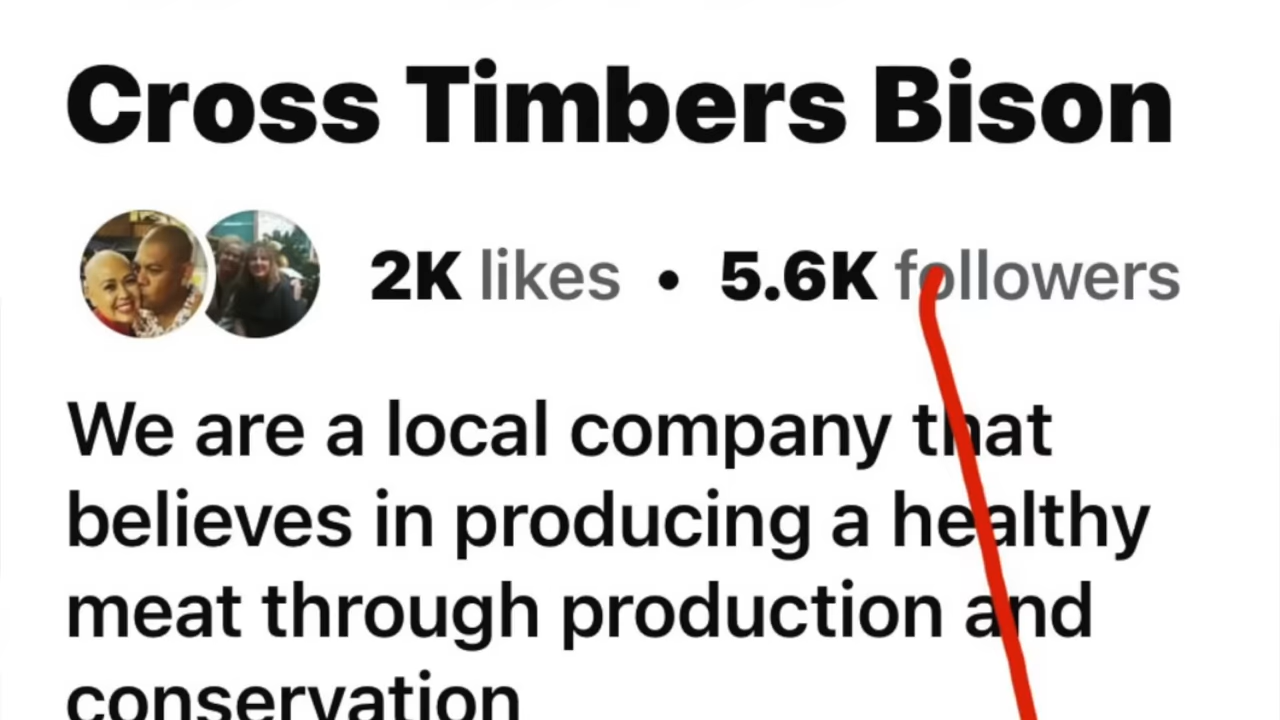 Cross Timbers Bison
2K likes • 5.6K followers
We are a local company that
believes in producing a healthy
meat through production and
conservation